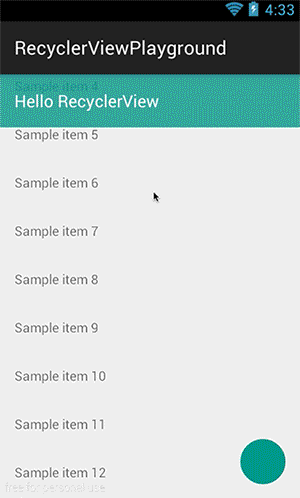 4:33
RecyclerViewPlayground
Sample item 4
Hello RecyclerView
Sample item 5
Sample item 6
Sample item 7
Sample item 8
Sample item 9
Sample item 10
Sample item 11
Sample item 12
free for personal use